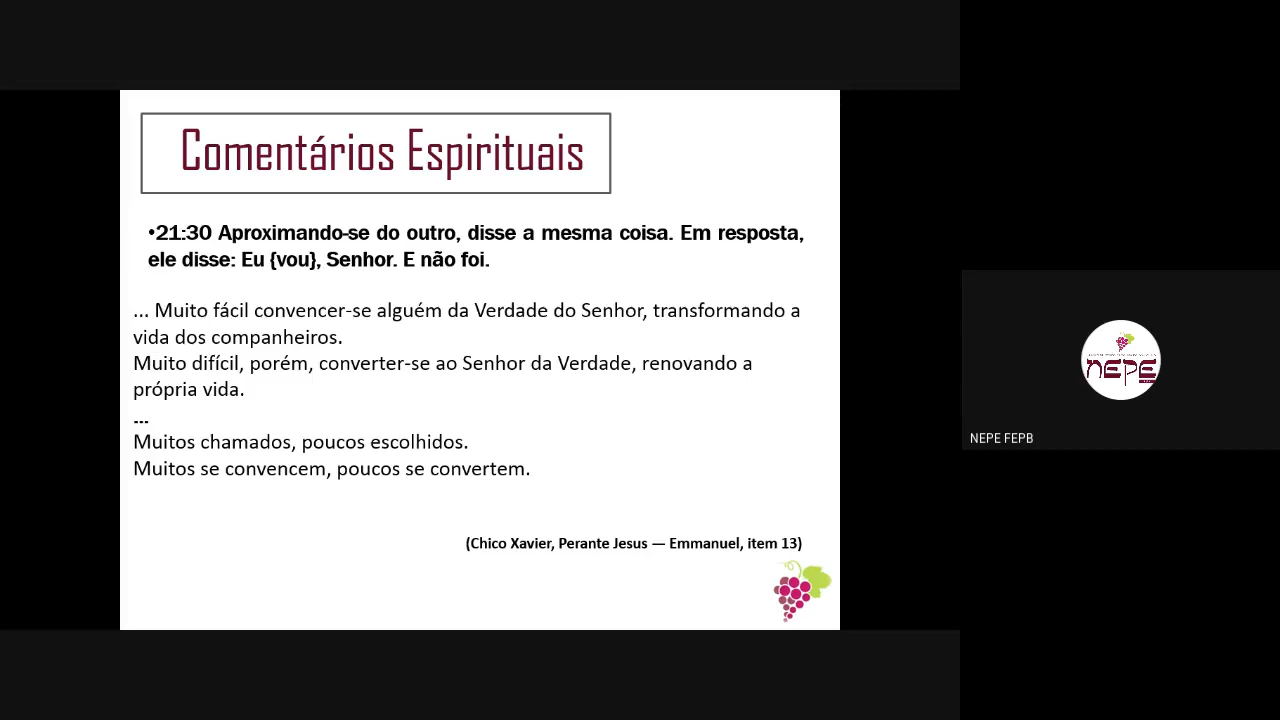 Comentários Espirituais
•21:30 Aproximando-se do outro, disse a mesma coisa. Em resposta,
ele disse: Eu {vou}, Senhor. E não foi.
... Muito fácil convencer-se alguém da Verdade do Senhor, transformando a
vida dos companheiros.
Muito difícil, porém, converter-se ao Senhor da Verdade, renovando a
própria vida.
...
Muitos chamados, poucos escolhidos.
Muitos se convencem, poucos se convertem.
(Chico Xavier, Perante Jesus — Emmanuel, item 13)
nepe
NEPE FEPB